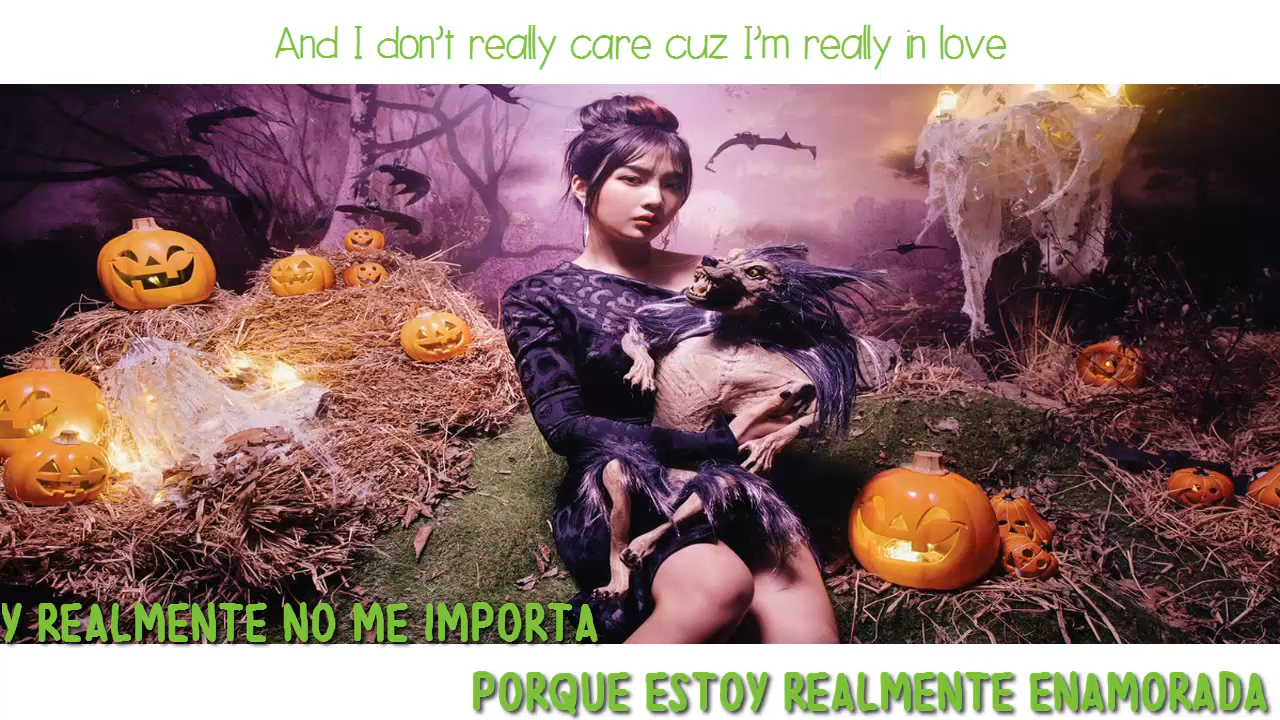 And I don't really care cuz I'm really in love
Y REALMENTE NO ME IMPORTA
PORQUE ESTOY REALMENTE ENAMORADA